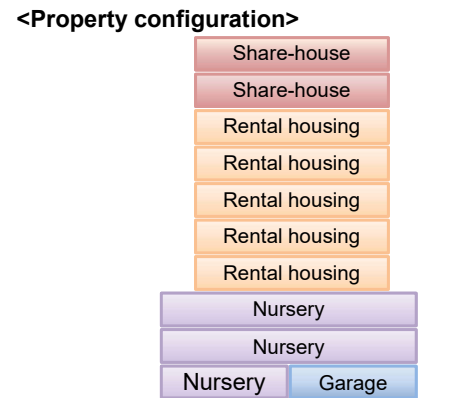 <Property configuration>
Share-house
Share-house
Rental housing
Rental housing
Rental housing
Rental housing
Rental housing
Nursery
Nursery
Nursery Garage